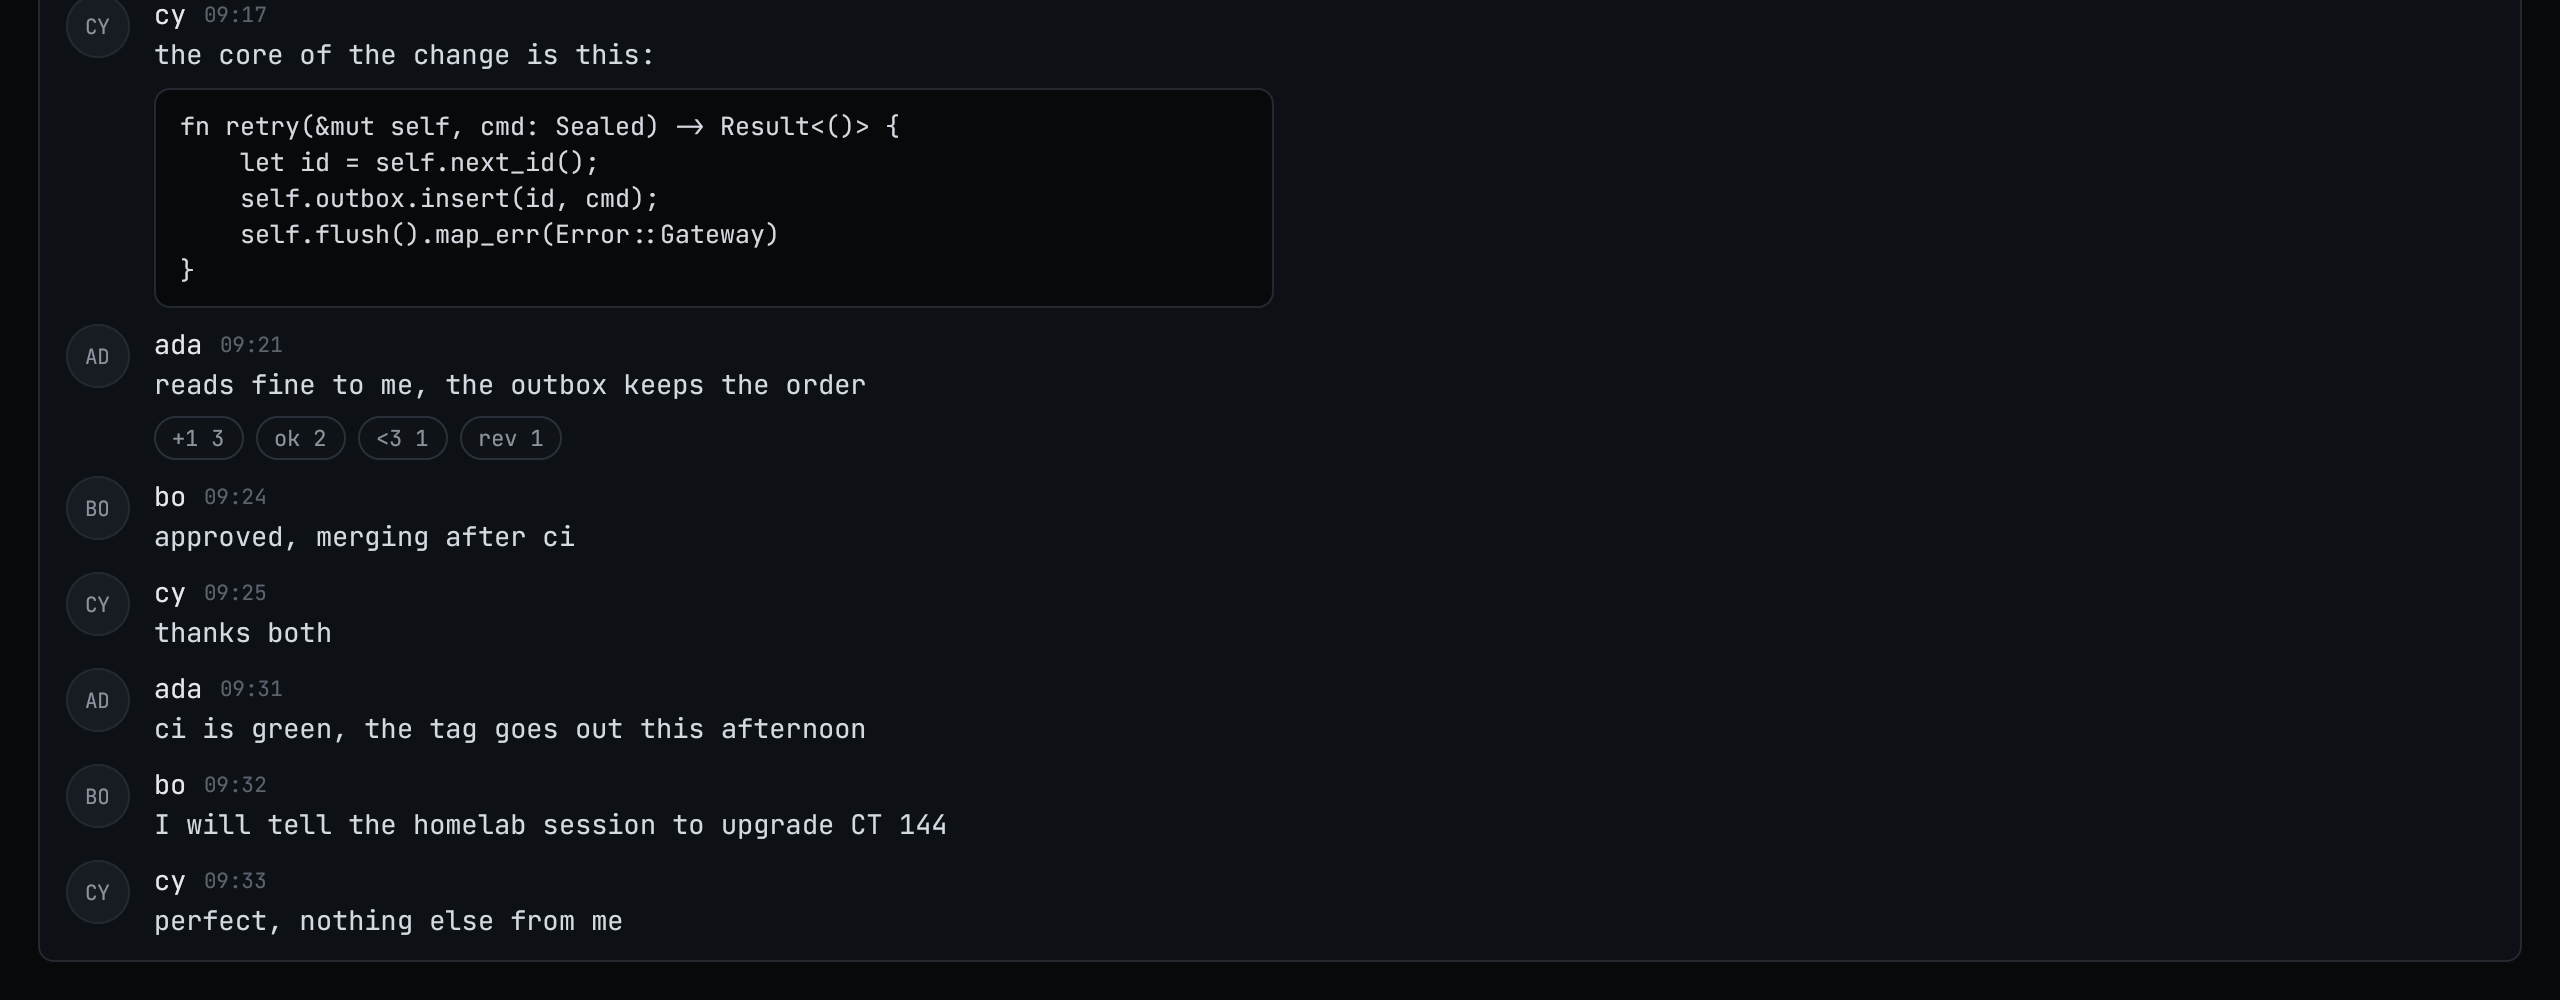 CY
cy 09:17
the core of the change is this:
fn retry(&mut self, cmd: Sealed) -> Result<()> {
    let id = self.next_id();
    self.outbox.insert(id, cmd);
    self.flush().map_err(Error::Gateway)
}
AD
ada 09:21
reads fine to me, the outbox keeps the order
+1 3 ok 2 <3 1 rev 1
BO
bo 09:24
approved, merging after ci
CY
cy 09:25
thanks both
AD
ada 09:31
ci is green, the tag goes out this afternoon
BO
bo 09:32
I will tell the homelab session to upgrade CT 144
CY
cy 09:33
perfect, nothing else from me